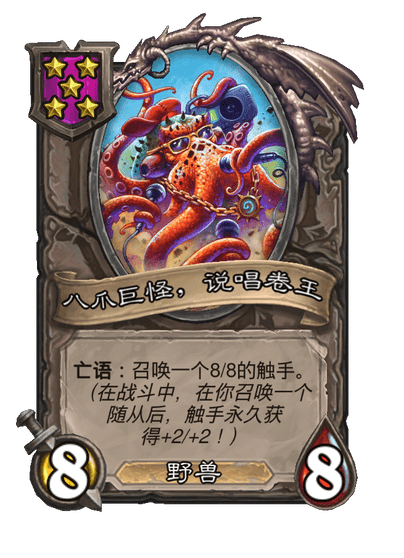 八爪巨怪，说唱卷王
亡语：召唤一个8/8的触手。
（在战斗中，在你召唤一个
随从后，触手永久获
得+2/+2！）
8
野兽
8